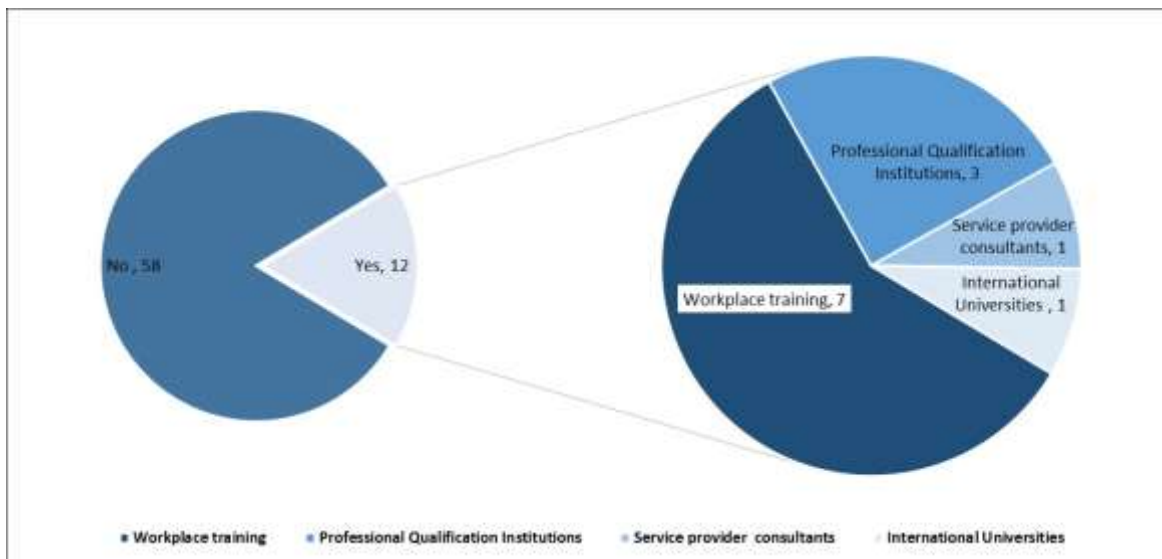 No , 58
Yes, 12
Professional Qualification
Institutions, 3
Service provider
consultants, 1
International
Universities , 1
Workplace training, 7
Workplace training
Professional Qualification Institutions
Service provider consultants
International Universities